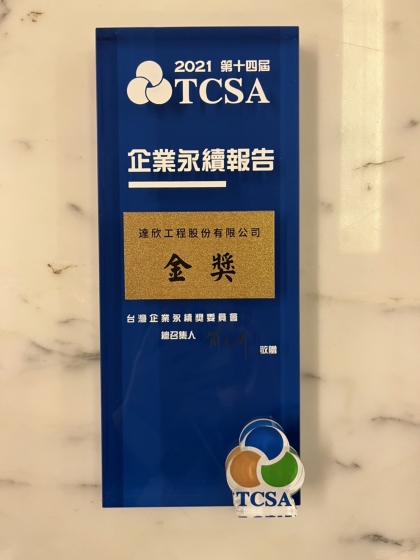 2021 第十四屆
TCSA
企業永續報告
達欣工程股份有限公司
金獎
台灣企業永續獎委員會
總召集人
敬贈
TCSA